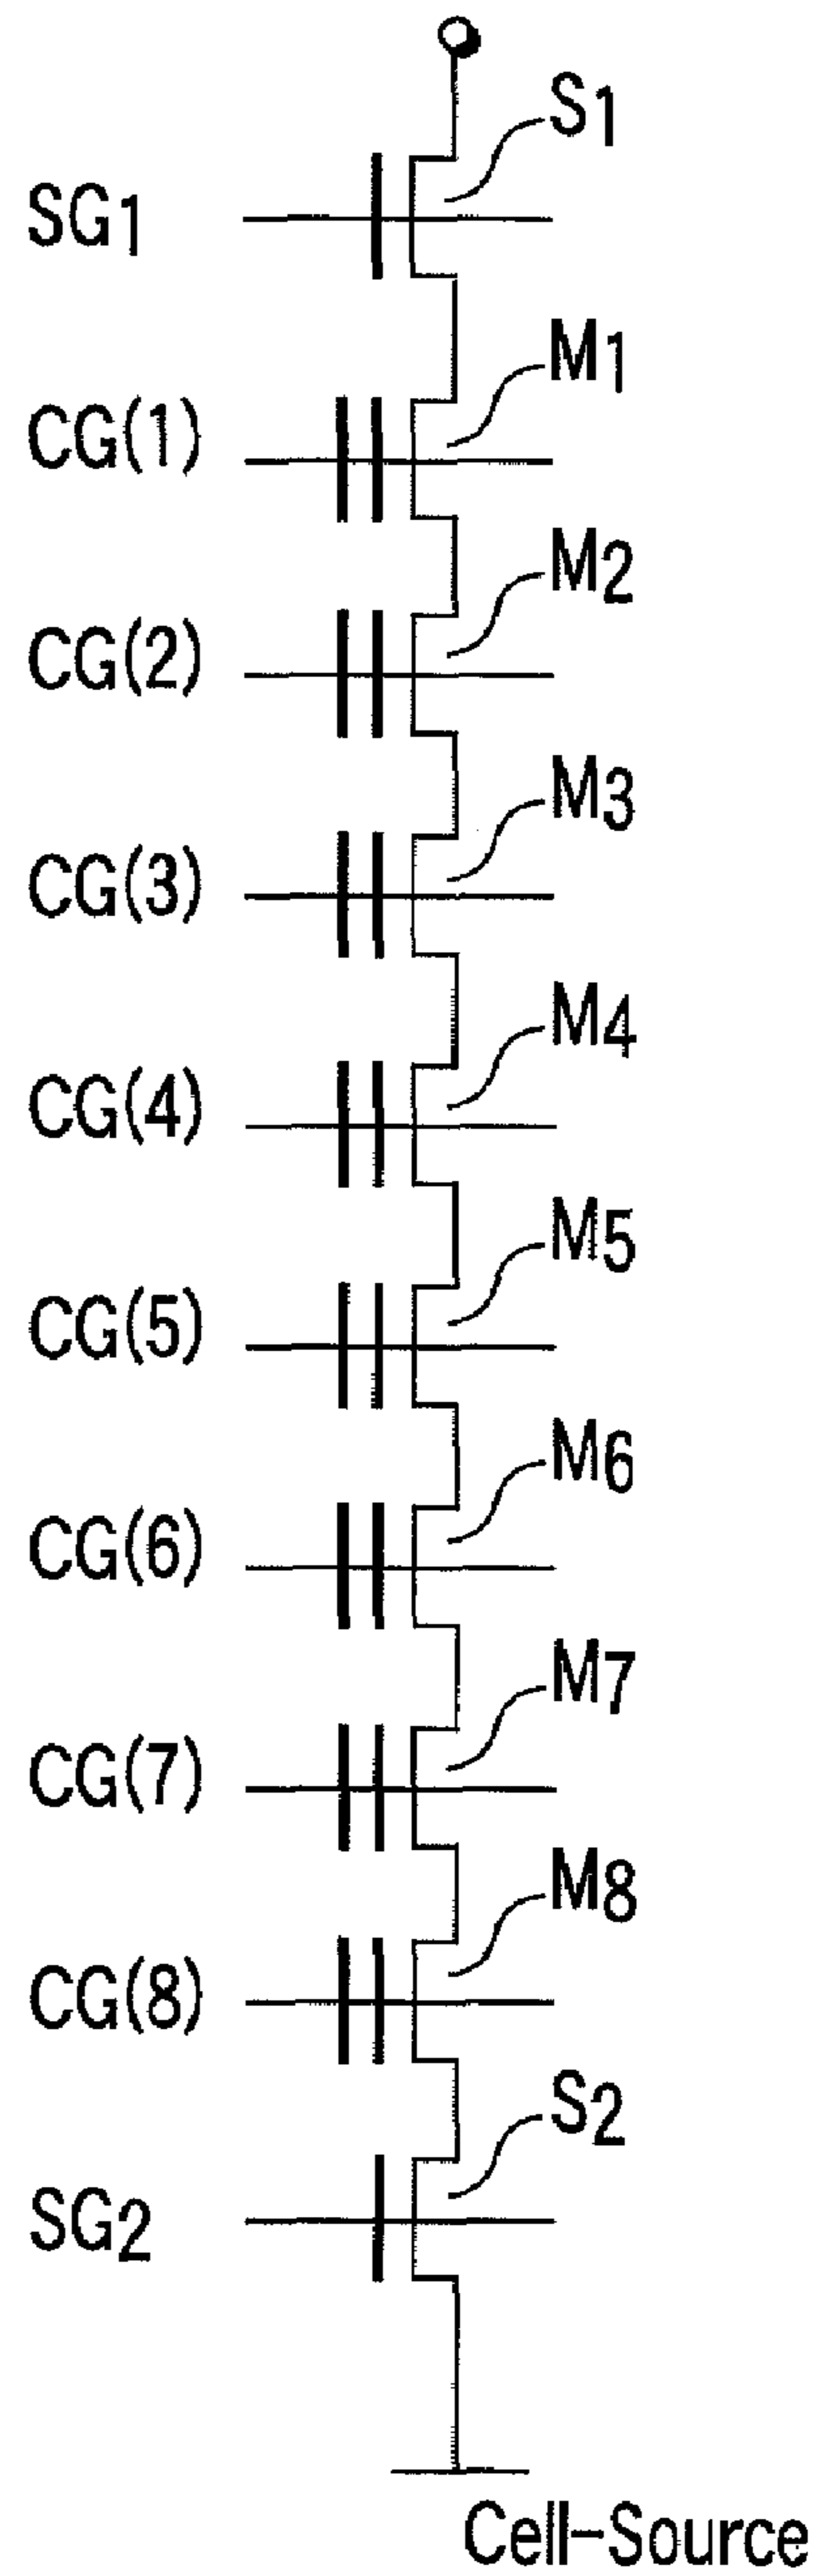 S1
SG1
M1
CG(1)
M2
CG(2)
M3
CG(3)
M4
CG(4)
M5
CG(5)
M6
CG(6)
M7
CG(7)
M8
CG(8)
S2
SG2
Cell-Source